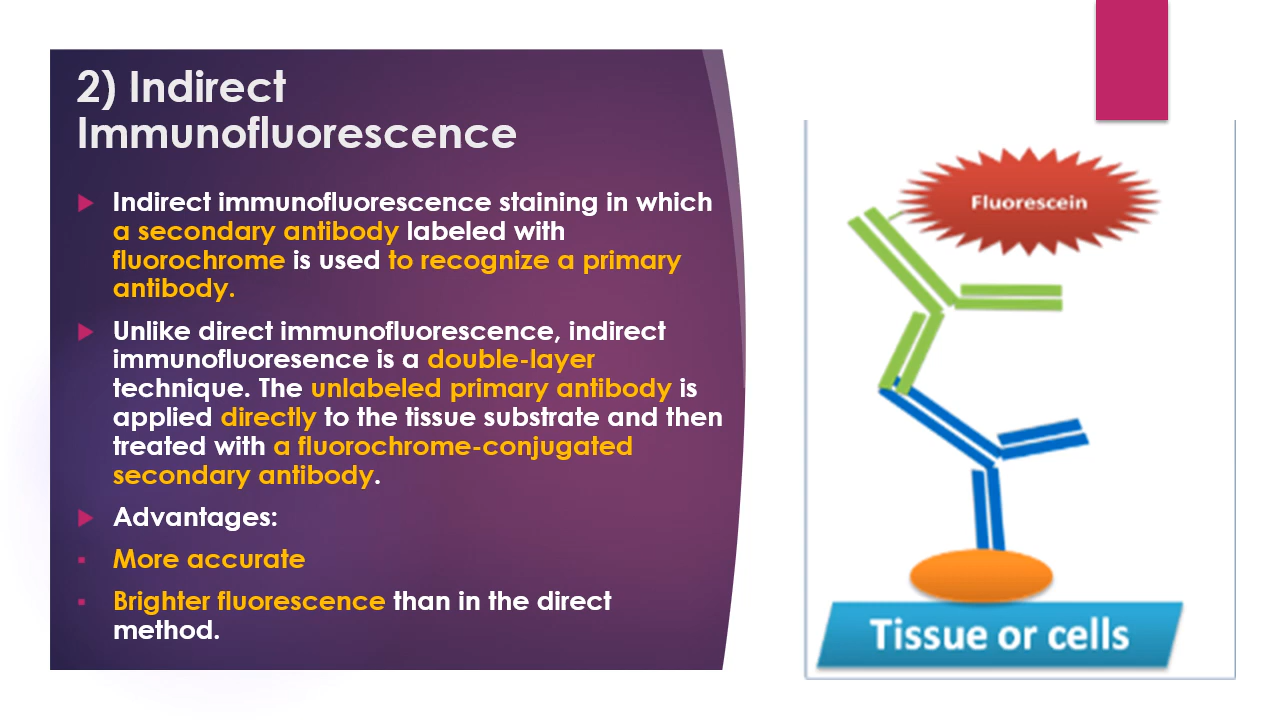 2) Indirect
Immunofluorescence
Indirect immunofluorescence staining in which
a secondary antibody labeled with
fluorochrome is used to recognize a primary
antibody.
Unlike direct immunofluorescence, indirect
immunofluoresence is a double-layer
technique. The unlabeled primary antibody is
applied directly to the tissue substrate and then
treated with a fluorochrome-conjugated
secondary antibody.
Advantages:
More accurate
Brighter fluorescence than in the direct
method.
Fluorescein
Tissue or cells